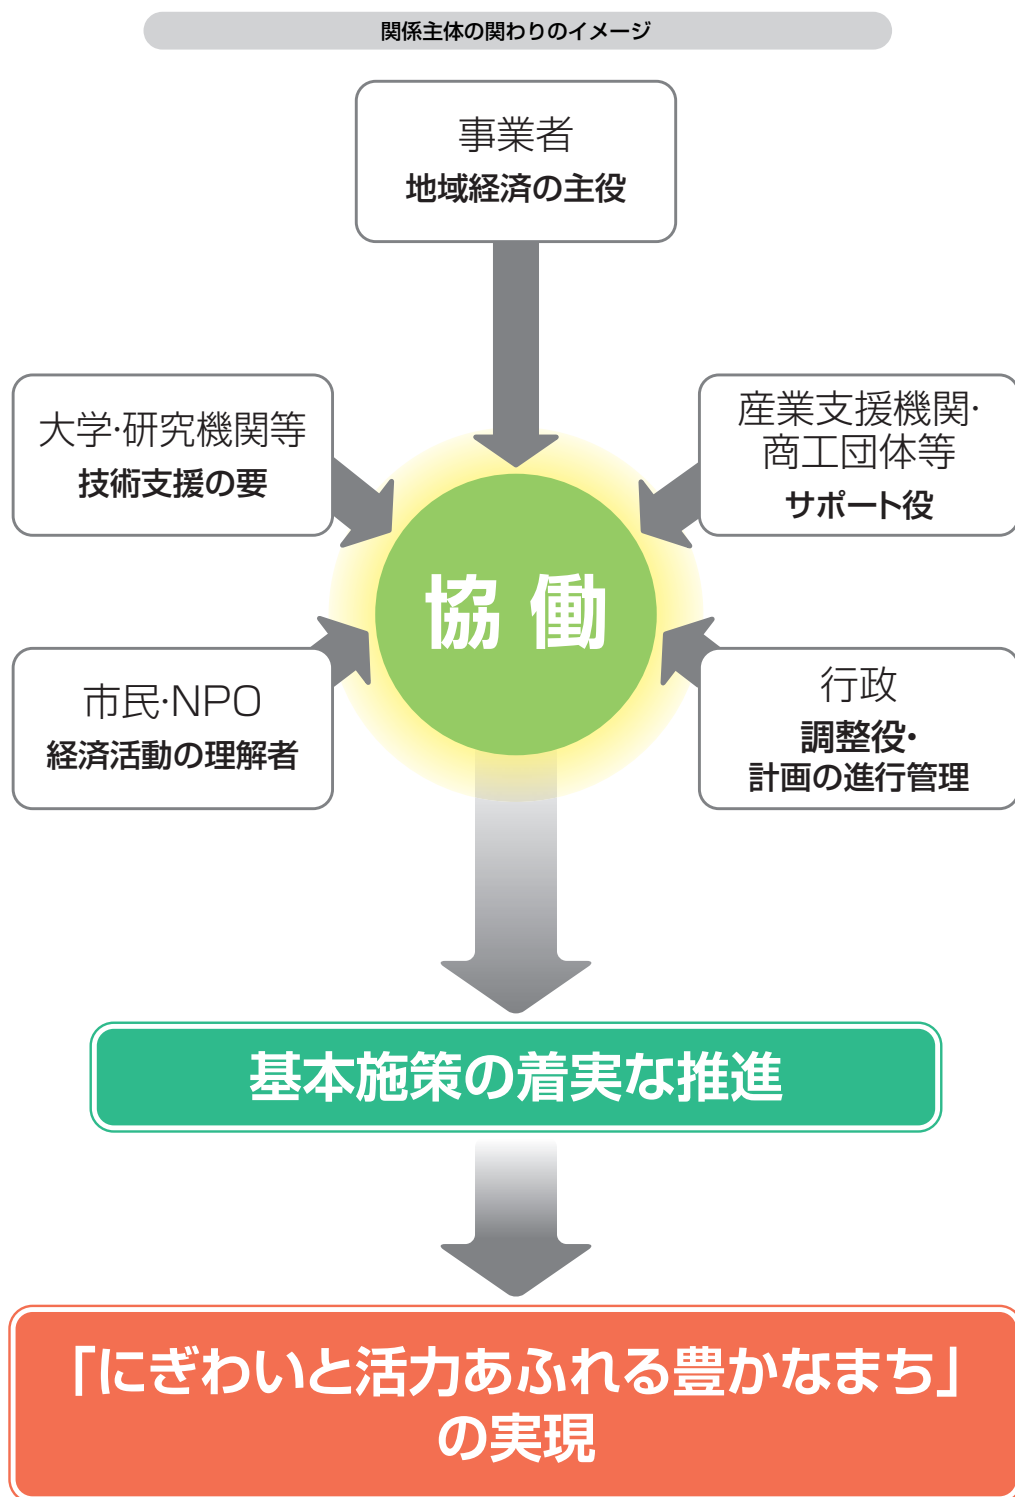 関係主体の関わりのイメージ
事業者
地域経済の主役
大学・研究機関等
技術支援の要
産業支援機関・
商工団体等
サポート役
協働
市民・NPO
経済活動の理解者
行政
調整役・
計画の進行管理
基本施策の着実な推進
「にぎわいと活力あふれる豊かなまち」
の実現